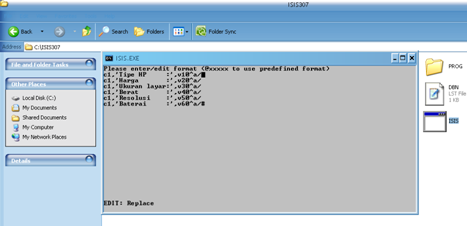 ISIS307
Back
Search
Folders
Folder Sync
Address
C:\ISIS307
File and Folder Tasks
Other Places
Local Disk (C:)
My Documents
Shared Documents
My Computer
My Network Places
Details
ISIS.EXE
Please enter/edit format (@xxxxx to use predefined format)
c1,'Tipe HP :',v10^a/
c1,'Harga :',v20^a/
c1,'Ukuran layar:',v30^a/
c1,'Berat :',v40^a/
c1,'Resolusi :',v50^a/
c1,'Baterai :',v60^a/#
EDIT: Replace
PROG
DBN
LST File
1 KB
ISIS